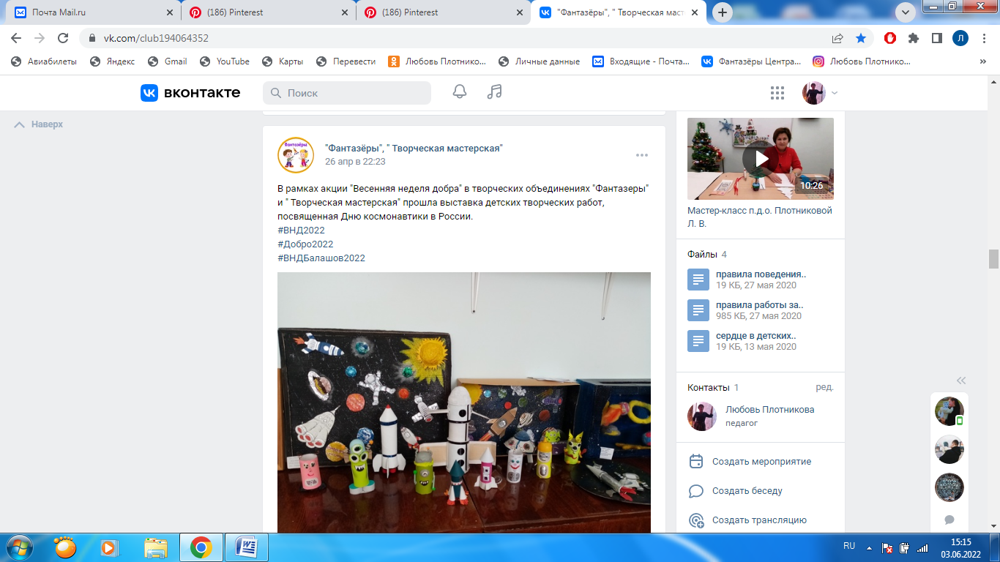 Почта Mail.ru
(186) Pinterest
(186) Pinterest
"Фантазёры", " Творческая маст
vk.com/club194064352
Л
Авиабилеты
Яндекс
Gmail
YouTube
Карты
Перевести
Любовь Плотнико...
Личные данные
Входящие - Почта...
Фантазёры Центра...
Любовь Плотнико...
»
вконтакте
Поиск
Наверх
Фантазёры
"Фантазёры", " Творческая мастерская"
26 апр в 22:23
В рамках акции "Весенняя неделя добра" в творческих объединениях "Фантазеры"
и " Творческая мастерская" прошла выставка детских творческих работ,
посвященная Дню космонавтики в России.
#ВНД2022
#Добро2022
#ВНДБалашов2022
10:26
Мастер-класс п.д.о. Плотниковой
Л. В.
Файлы 4
правила поведения..
19 КБ, 27 мая 2020
правила работы за..
985 КБ, 27 мая 2020
сердце в детских..
19 КБ, 13 мая 2020
Контакты 1
ред.
Любовь Плотникова
педагог
Создать мероприятие
Создать беседу
Создать трансляцию
RU
15:15
03.06.2022